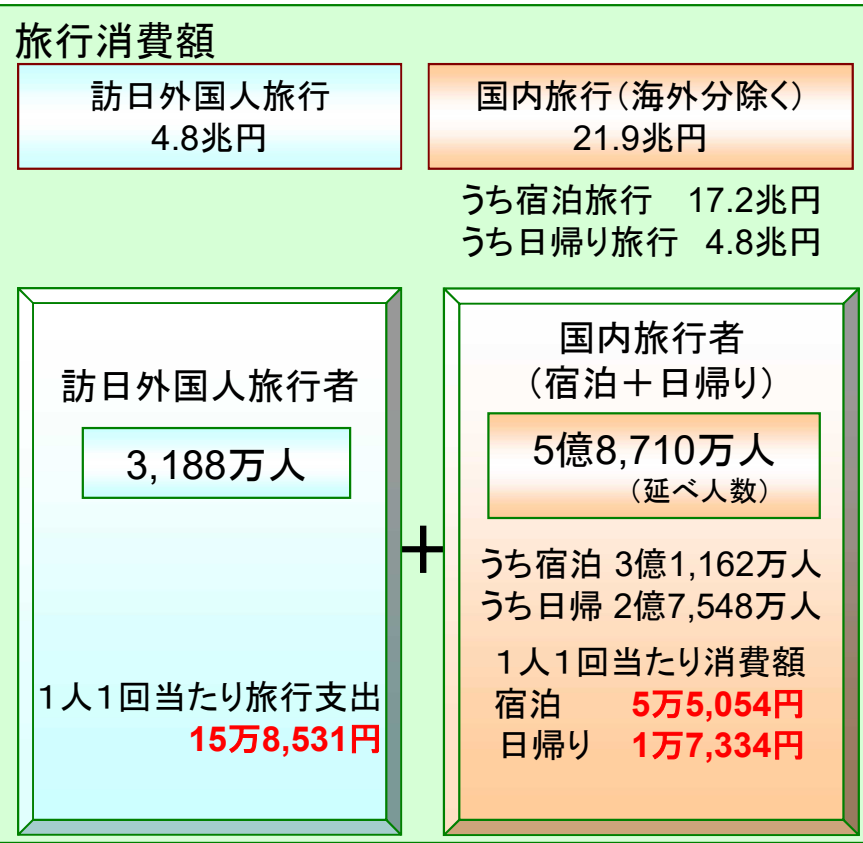 旅行消費額
訪日外国人旅行
4.8兆円
国内旅行(海外分除く)
21.9兆円
うち宿泊旅行 17.2兆円
うち日帰り旅行 4.8兆円
訪日外国人旅行者
3,188万人
1人1回当たり旅行支出
15万8,531円
+
国内旅行者
(宿泊+日帰り)
5億8,710万人
(延べ人数)
うち宿泊 3億1,162万人
うち日帰 2億7,548万人
1人1回当たり消費額
宿泊 5万5,054円
日帰り 1万7,334円